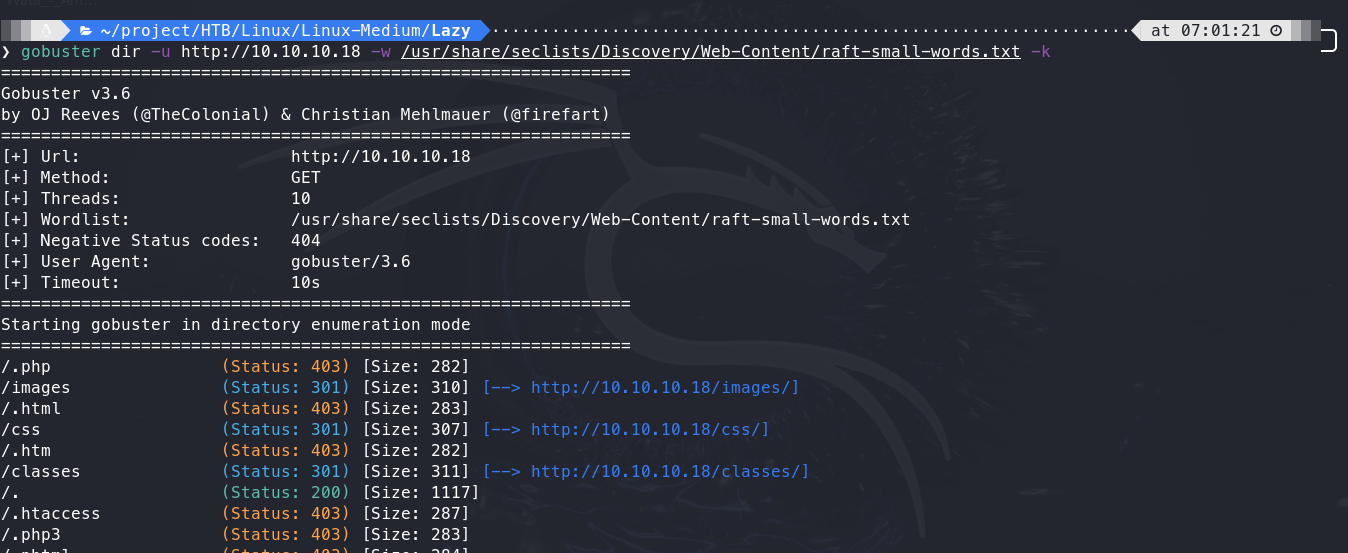 ~/project/HTB/Linux/Linux-Medium/Lazy at 07:01:21
❯ gobuster dir -u http://10.10.10.18 -w /usr/share/seclists/Discovery/Web-Content/raft-small-words.txt -k
===============================================================
Gobuster v3.6
by OJ Reeves (@TheColonial) & Christian Mehlmauer (@firefart)
===============================================================
[+] Url: http://10.10.10.18
[+] Method: GET
[+] Threads: 10
[+] Wordlist: /usr/share/seclists/Discovery/Web-Content/raft-small-words.txt
[+] Negative Status codes: 404
[+] User Agent: gobuster/3.6
[+] Timeout: 10s
===============================================================
Starting gobuster in directory enumeration mode
===============================================================
/.php (Status: 403) [Size: 282]
/images (Status: 301) [Size: 310] [--> http://10.10.10.18/images/]
/.html (Status: 403) [Size: 283]
/css (Status: 301) [Size: 307] [--> http://10.10.10.18/css/]
/.htm (Status: 403) [Size: 282]
/classes (Status: 301) [Size: 311] [--> http://10.10.10.18/classes/]
/. (Status: 200) [Size: 1117]
/.htaccess (Status: 403) [Size: 287]
/.php3 (Status: 403) [Size: 283]
/.phtml (Status: 403) [Size: 284]